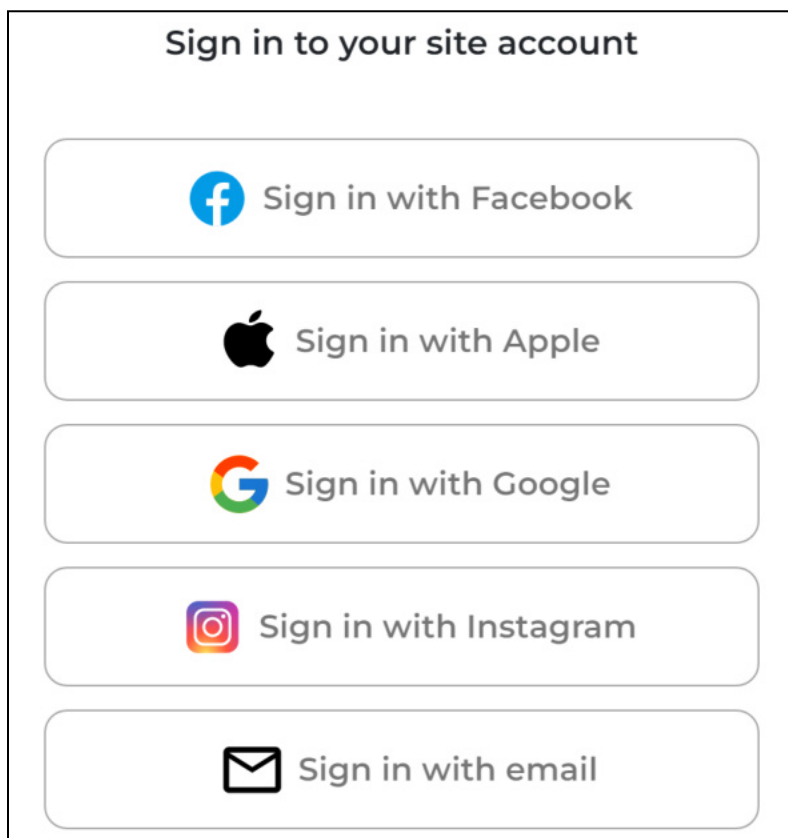 Sign in to your site account
Sign in with Facebook
Sign in with Apple
Sign in with Google
Sign in with Instagram
Sign in with email